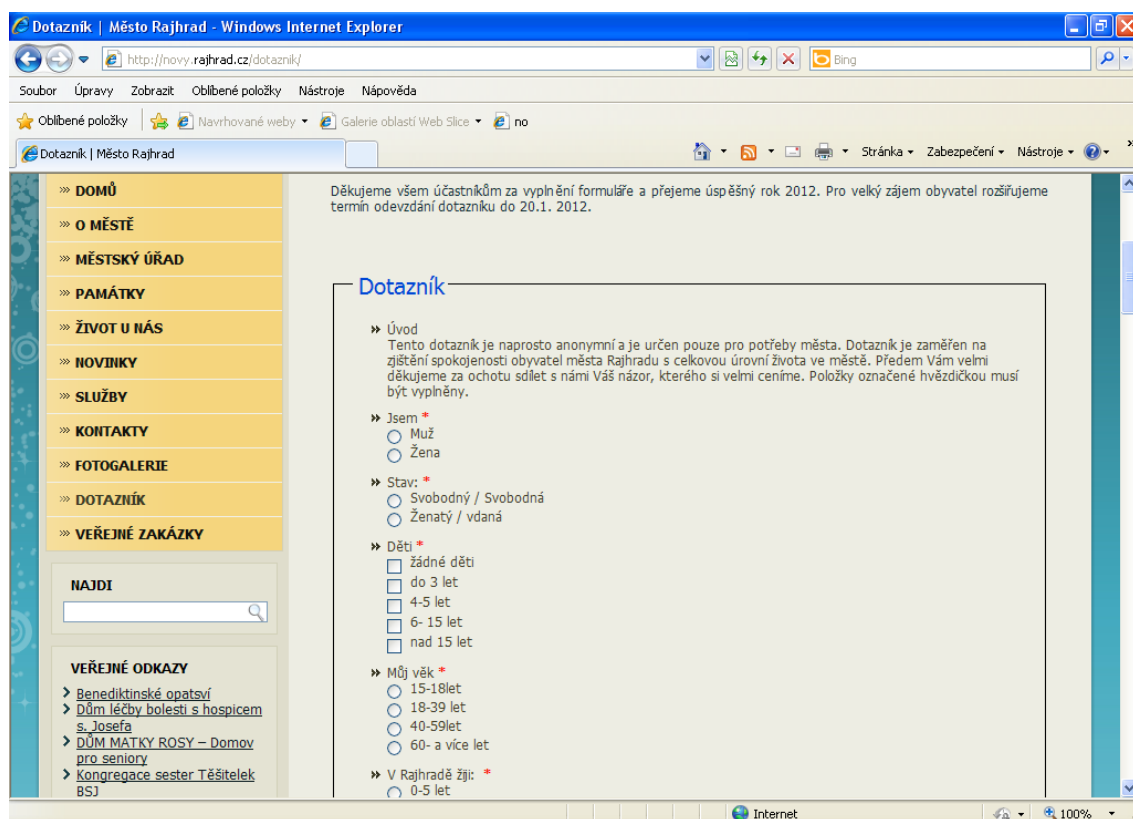 Dotazník | Město Rajhrad - Windows Internet Explorer
http://novy.rajhrad.cz/dotaznik/
Bing
Soubor Úpravy Zobrazit Oblíbené položky Nástroje Nápověda
Oblíbené položky Navrhované weby Galerie oblastí Web Slice no
Dotazník | Město Rajhrad
Stránka Zabezpečení Nástroje
» DOMŮ
» O MĚSTĚ
» MĚSTSKÝ ÚŘAD
» PAMÁTKY
» ŽIVOT U NÁS
» NOVINKY
» SLUŽBY
» KONTAKTY
» FOTOGALERIE
» DOTAZNÍK
» VEŘEJNÉ ZAKÁZKY
NAJDI
VEŘEJNÉ ODKAZY
Benediktinské opatsví
Dům léčby bolesti s hospicem
s. Josefa
DŮM MATKY ROSY – Domov
pro seniory
Kongregace sester Těšitelek
BSJ
Děkujeme všem účastníkům za vyplnění formuláře a přejeme úspěšný rok 2012. Pro velký zájem obyvatel rozšiřujeme
termín odevzdání dotazníku do 20.1. 2012.
Dotazník
» Úvod
Tento dotazník je naprosto anonymní a je určen pouze pro potřeby města. Dotazník je zaměřen na
zjištění spokojenosti obyvatel města Rajhradu s celkovou úrovní života ve městě. Předem Vám velmi
děkujeme za ochotu sdílet s námi Váš názor, kterého si velmi ceníme. Položky označené hvězdičkou musí
být vyplněny.
» Jsem *
Muž
Žena
» Stav: *
Svobodný / Svobodná
Ženatý / vdaná
» Děti *
žádné děti
do 3 let
4-5 let
6- 15 let
nad 15 let
» Můj věk *
15-18let
18-39 let
40-59let
60- a více let
» V Rajhradě žji: *
0-5 let
Internet
100%